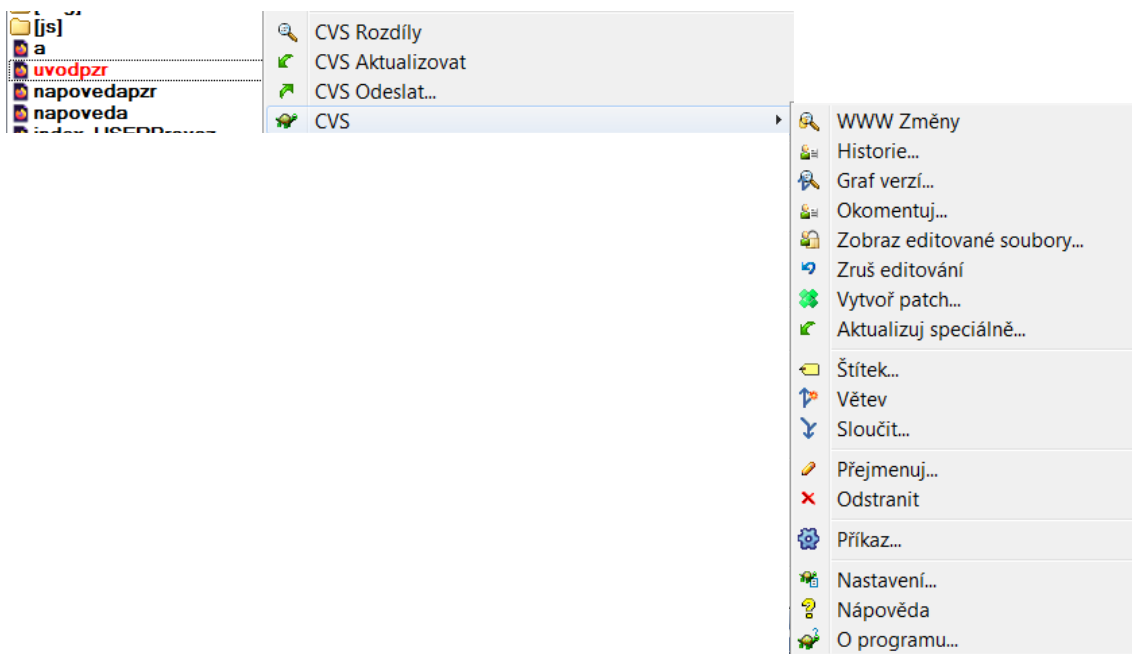 [js]
a
uvodpzr
napovedapzr
napoveda
CVS Rozdíly
CVS Aktualizovat
CVS Odeslat...
CVS
WWW Změny
Historie...
Graf verzí...
Okomentuj...
Zobraz editované soubory...
Zruš editování
Vytvoř patch...
Aktualizuj speciálně...
Štítek...
Větev
Sloučit...
Přejmenuj...
Odstranit
Příkaz...
Nastavení...
Nápověda
O programu...